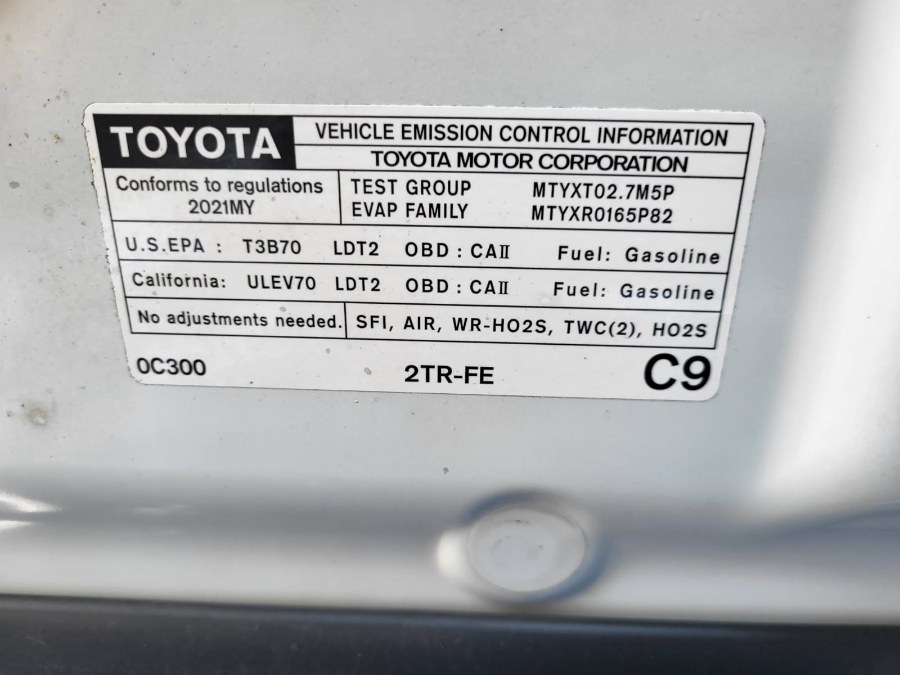 TOYOTA
VEHICLE EMISSION CONTROL INFORMATION
TOYOTA MOTOR CORPORATION
Conforms to regulations
2021MY
TEST GROUP MTYXT02.7M5P
EVAP FAMILY MTYXR0165P82
U.S.EPA : T3B70 LDT2 OBD : CAII Fuel: Gasoline
California: ULEV70 LDT2 OBD : CAII Fuel: Gasoline
No adjustments needed. SFI, AIR, WR-HO2S, TWC(2), HO2S
0C300 2TR-FE C9